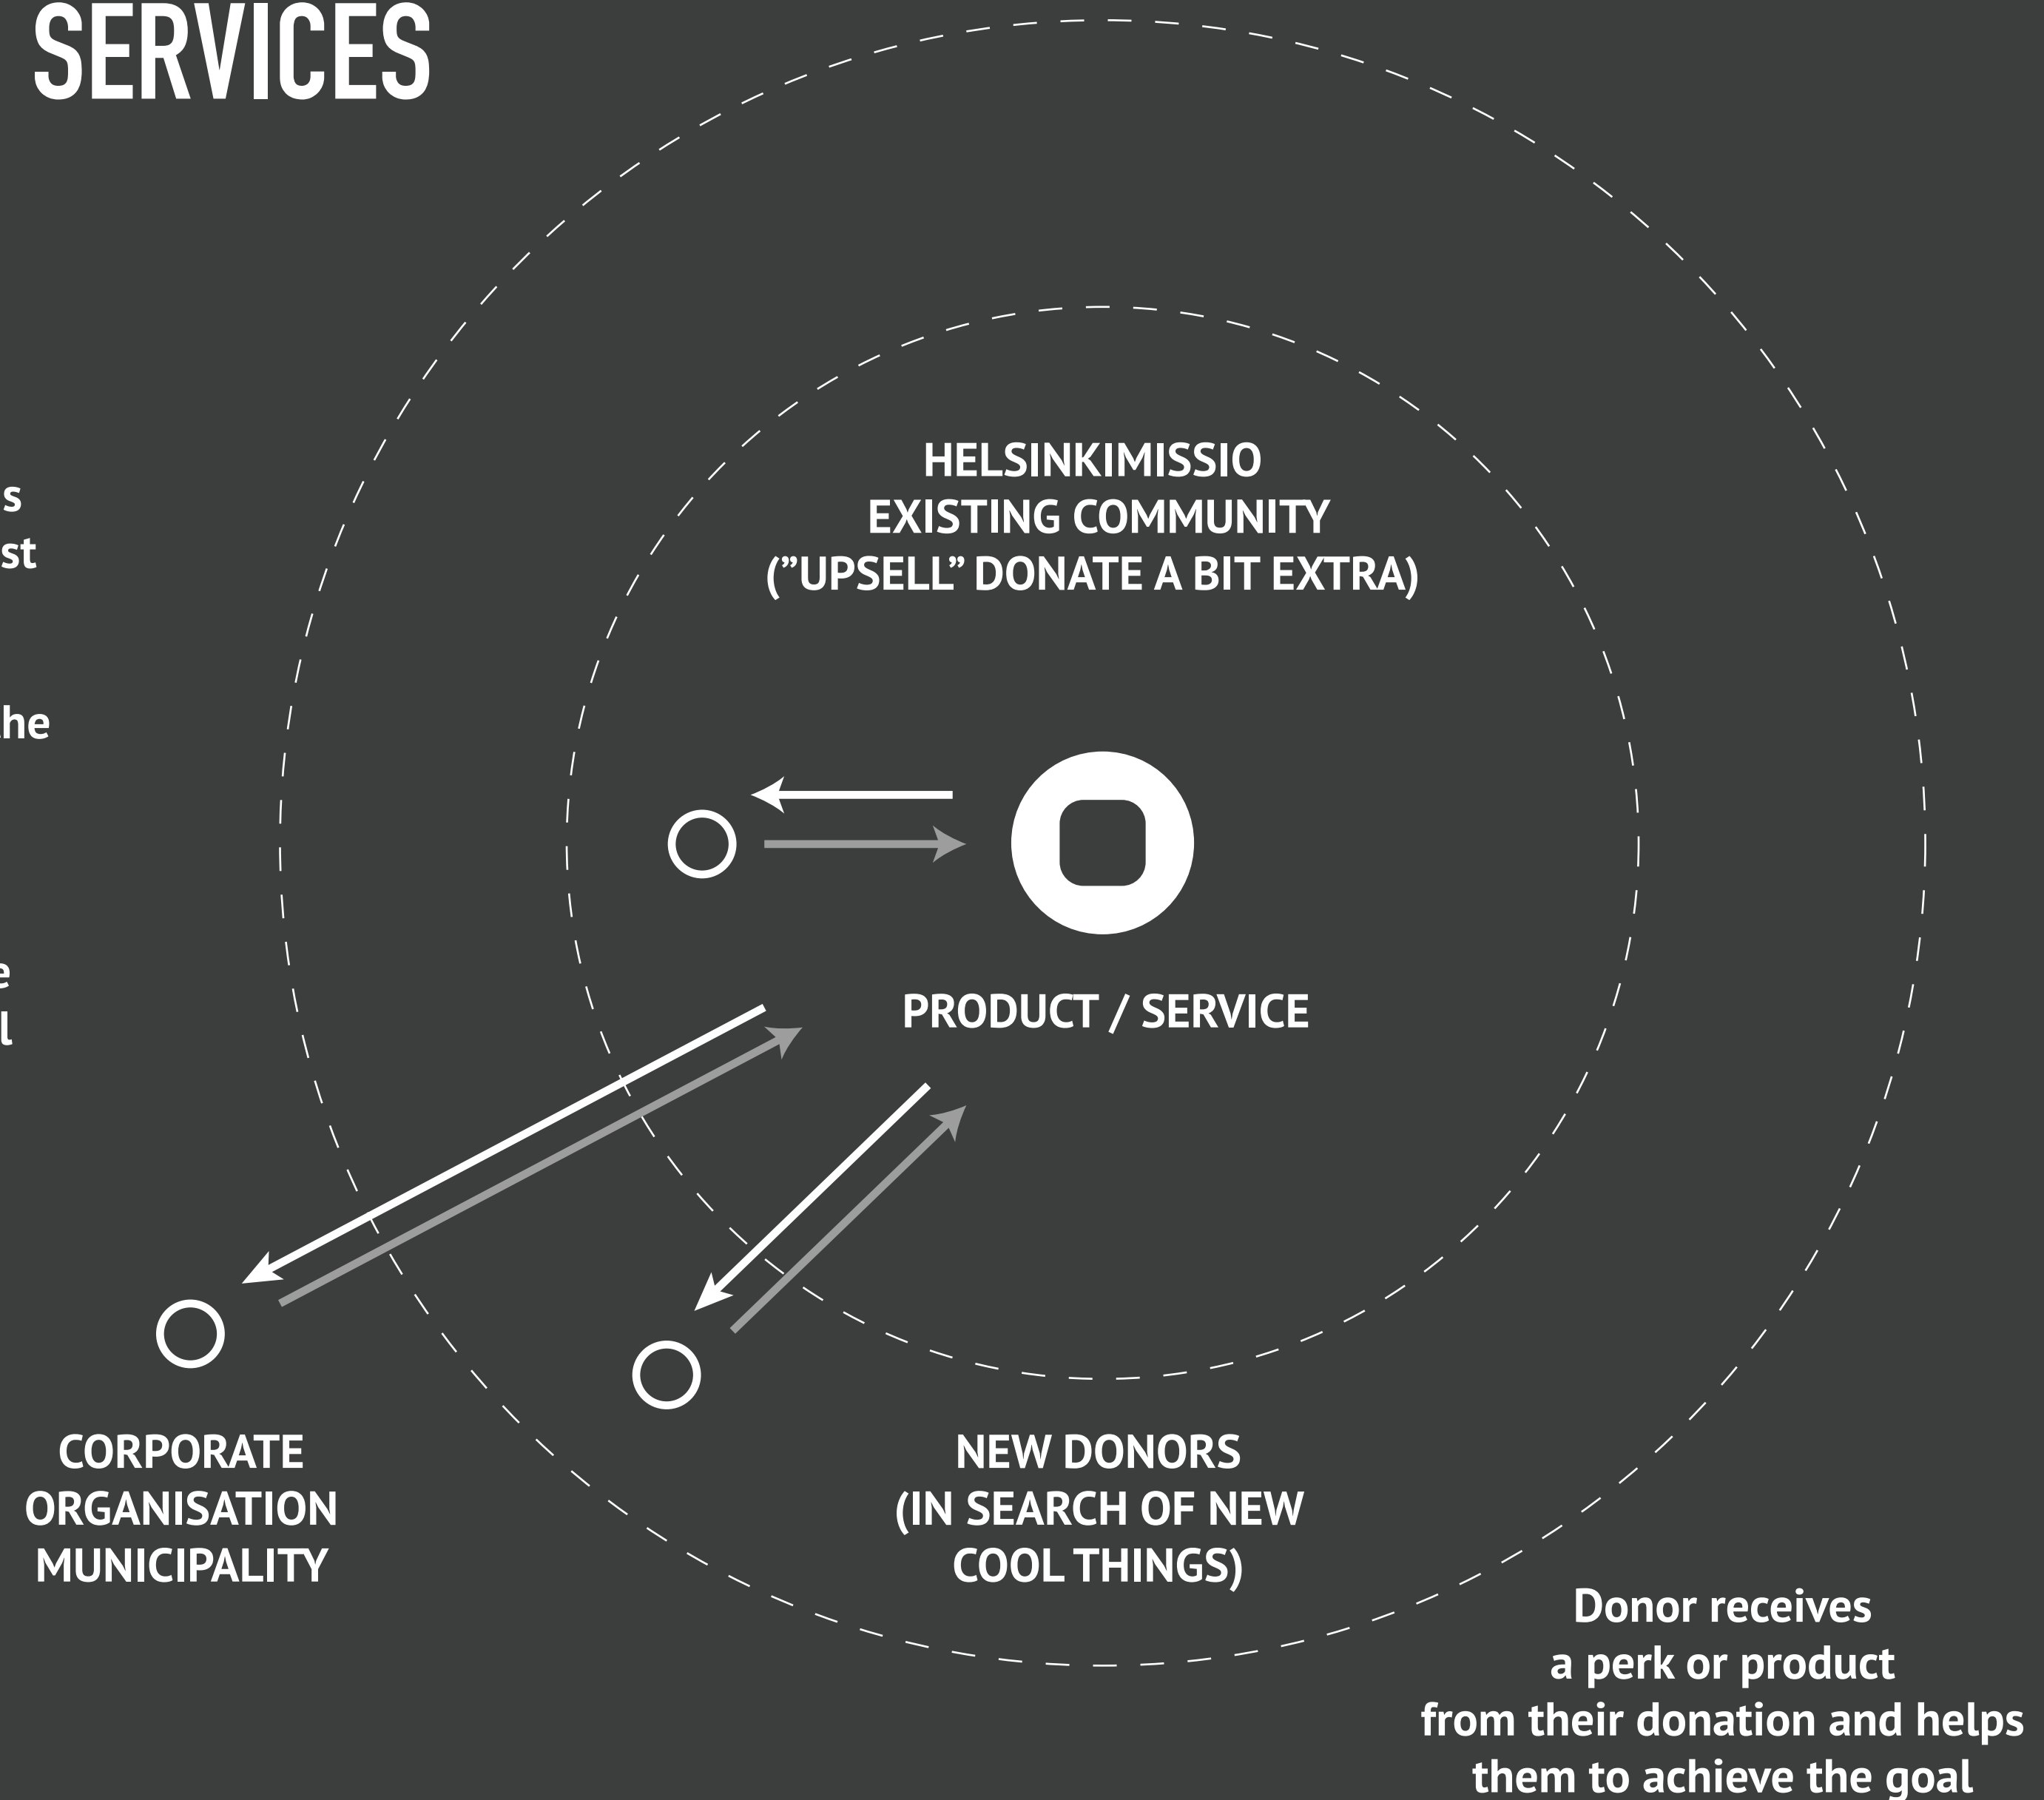 SERVICES
HELSINKIMISSIO
EXISTING COMMUNITY
(”UPSELL” DONATE A BIT EXTRA)
s
t
he
e
l
PRODUCT / SERVICE
CORPORATE
ORGANISATION
MUNICIPALITY
NEW DONORS
(IN SEARCH OF NEW
COOL THINGS)
Donor receives
a perk or product
from their donation and helps
them to achieve the goal